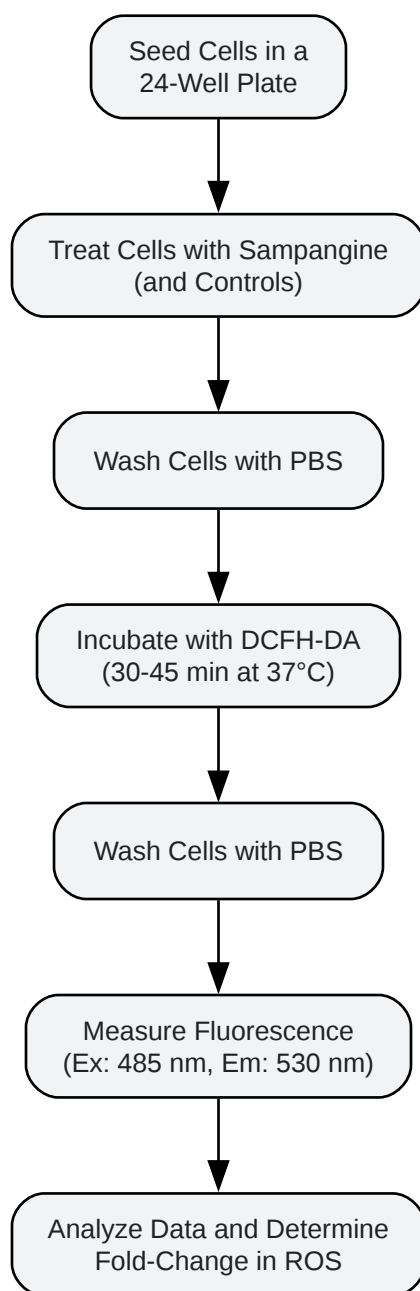 Seed Cells in a
24-Well Plate
Treat Cells with Sampangine
(and Controls)
Wash Cells with PBS
Incubate with DCFH-DA
(30-45 min at 37°C)
Wash Cells with PBS
Measure Fluorescence
(Ex: 485 nm, Em: 530 nm)
Analyze Data and Determine
Fold-Change in ROS